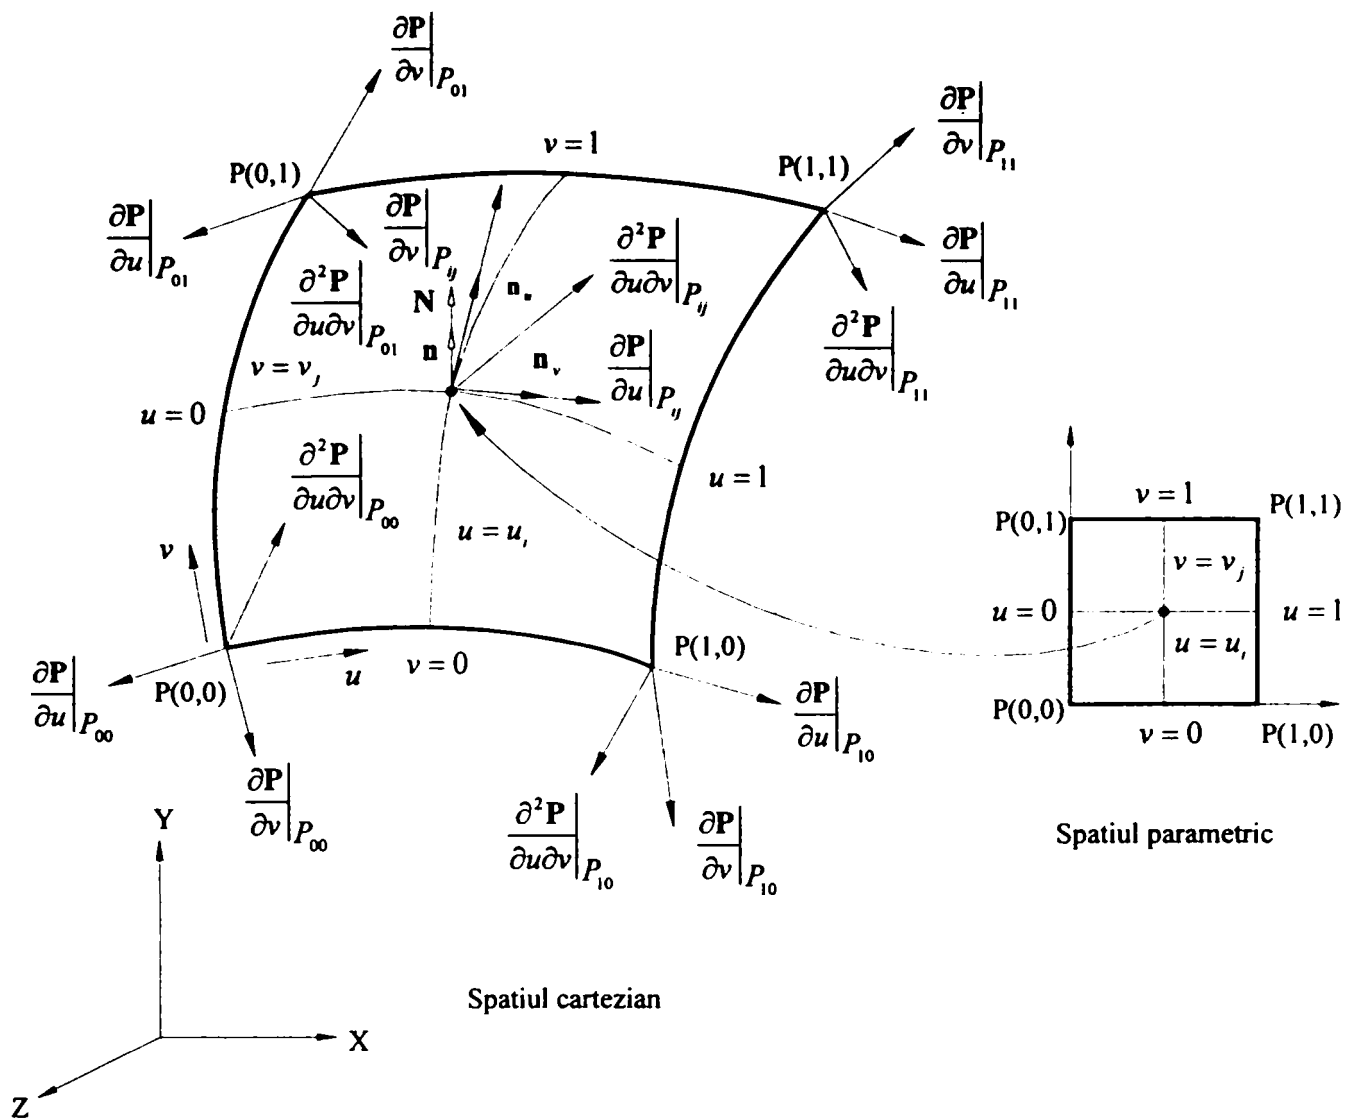 ∂P/∂v|P₀₁
∂P/∂v|P₁₁
v = 1
P(0,1)
P(1,1)
∂P/∂u|P₀₁
∂P/∂v|Pᵢⱼ
∂²P/∂u∂v|Pᵢⱼ
∂P/∂u|P₁₁
∂²P/∂u∂v|P₀₁
N
nᵤ
∂²P/∂u∂v|P₁₁
n
nᵥ
∂P/∂u|Pᵢⱼ
v = vⱼ
u = 0
∂²P/∂u∂v|P₀₀
u = 1
u = uᵢ
v
P(0,0)
u
v = 0
P(1,0)
∂P/∂u|P₀₀
∂P/∂v|P₀₀
∂P/∂u|P₁₀
∂²P/∂u∂v|P₁₀
∂P/∂v|P₁₀
v = 1
P(0,1)
P(1,1)
v = vⱼ
u = 0
u = 1
u = uᵢ
P(0,0)
v = 0
P(1,0)
Spatiul parametric
Y
X
Z
Spatiul cartezian